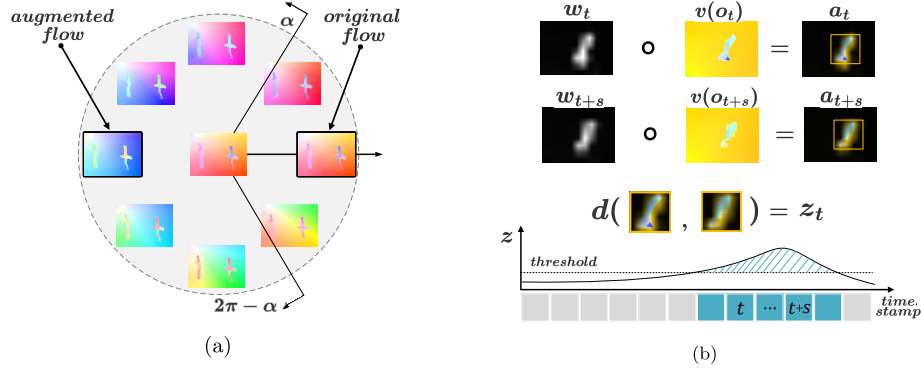 augmented
flow
α
original
flow
2π − α
(a)
w_t
v(o_t)
a_t
∘
=
w_{t+s}
v(o_{t+s})
a_{t+s}
∘
=
d( , ) = z_t
z
threshold
t ... t+s
time.
stamp
(b)